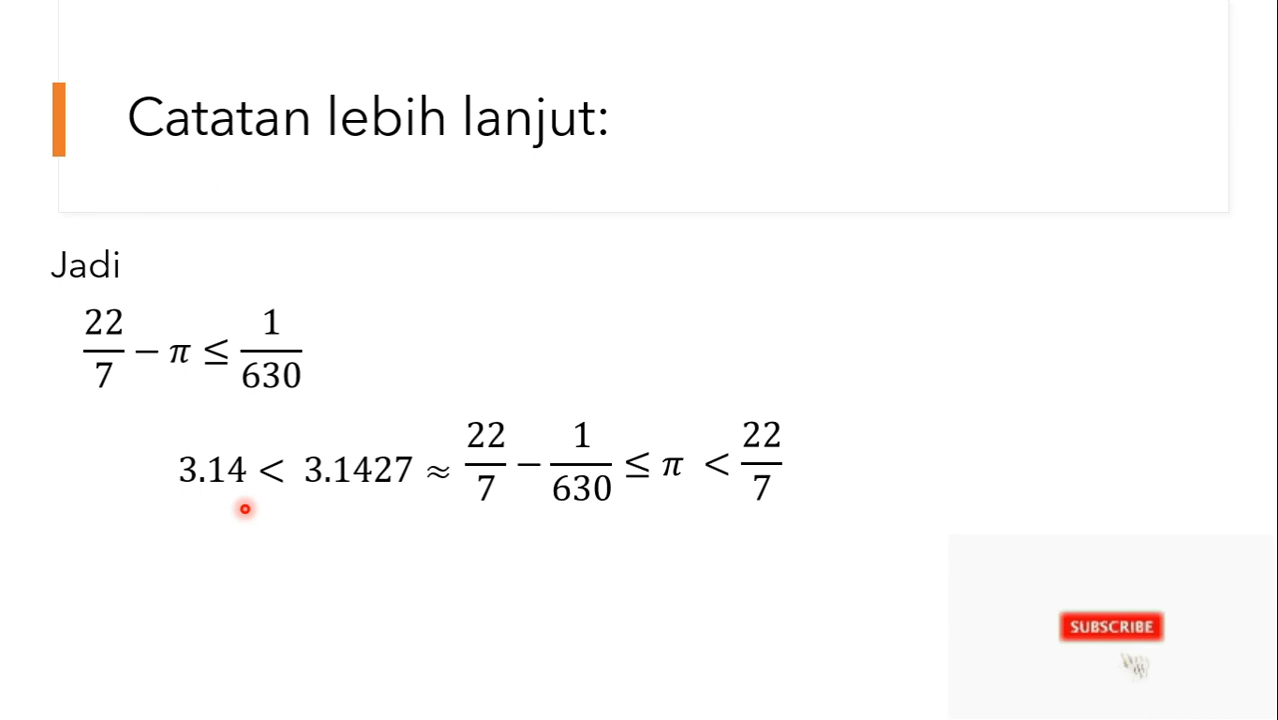 Catatan lebih lanjut:
Jadi
22/7 − π ≤ 1/630
3.14 < 3.1427 ≈ 22/7 − 1/630 ≤ π < 22/7
SUBSCRIBE